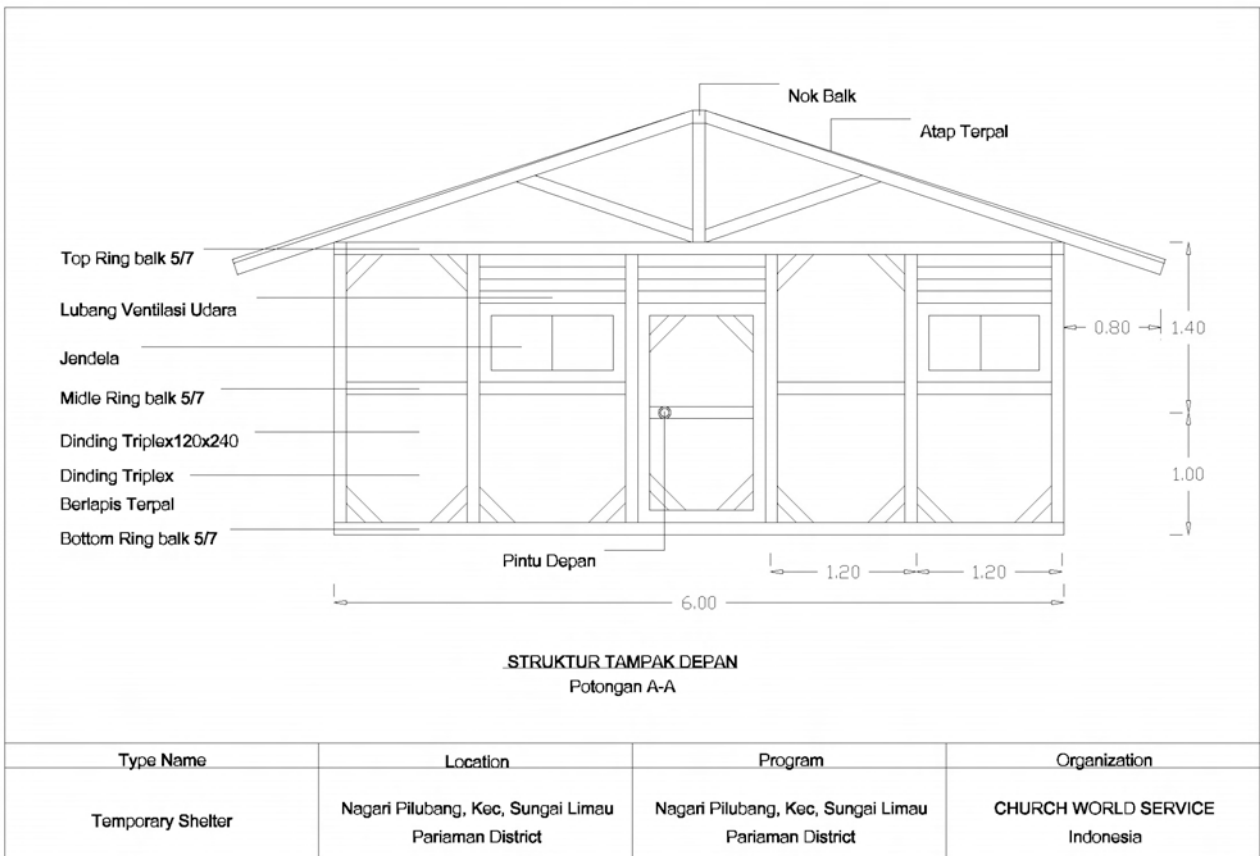 Nok Balk
Atap Terpal
Top Ring balk 5/7
Lubang Ventilasi Udara
Jendela
Midle Ring balk 5/7
Dinding Triplex120x240
Dinding Triplex
Berlapis Terpal
Bottom Ring balk 5/7
Pintu Depan
0.80
1.40
1.00
1.20
1.20
6.00
STRUKTUR TAMPAK DEPAN
Potongan A-A
Type Name
Location
Program
Organization
Temporary Shelter
Nagari Pilubang, Kec, Sungai Limau
Pariaman District
Nagari Pilubang, Kec, Sungai Limau
Pariaman District
CHURCH WORLD SERVICE
Indonesia